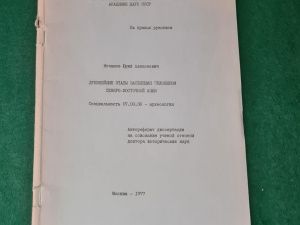 АКАДЕМИЯ НАУК СССР
На правах рукописи
Мочанов Юрий Алексеевич
ДРЕВНЕЙШИЕ ЭТАПЫ ЗАСЕЛЕНИЯ ЧЕЛОВЕКОМ
СЕВЕРО-ВОСТОЧНОЙ АЗИИ
Специальность 07.00.06 - археология
Автореферат диссертации
на соискание ученой степени
доктора исторических наук
Москва - 1977